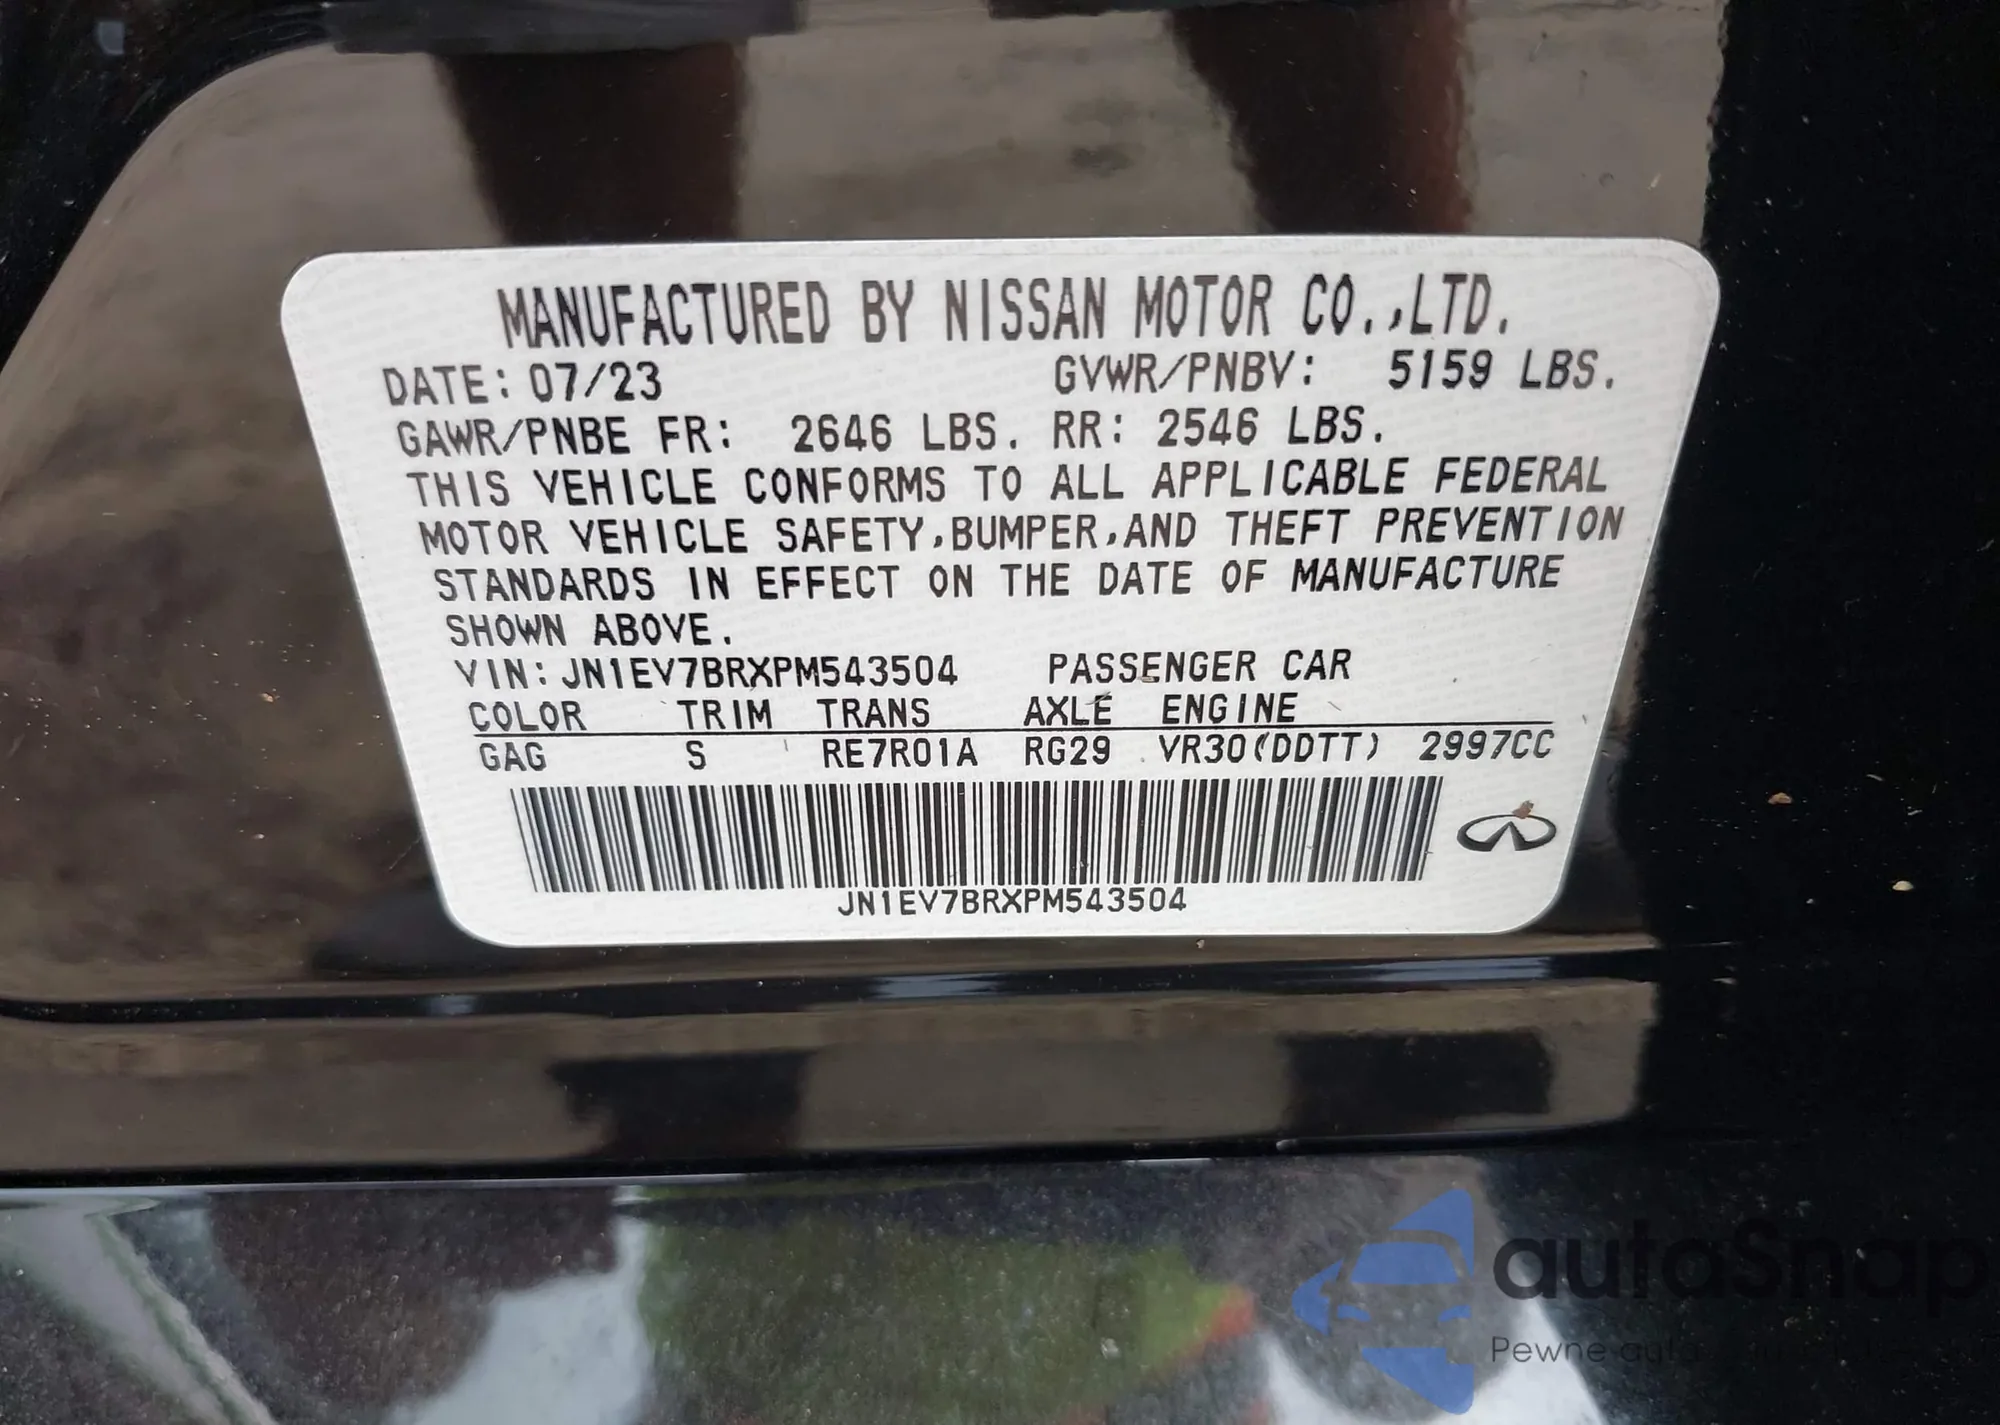 MANUFACTURED BY NISSAN MOTOR CO.,LTD.
DATE: 07/23 GVWR/PNBV: 5159 LBS.
GAWR/PNBE FR: 2646 LBS. RR: 2546 LBS.
THIS VEHICLE CONFORMS TO ALL APPLICABLE FEDERAL
MOTOR VEHICLE SAFETY,BUMPER,AND THEFT PREVENTION
STANDARDS IN EFFECT ON THE DATE OF MANUFACTURE
SHOWN ABOVE.
VIN: JN1EV7BRXPM543504 PASSENGER CAR
COLOR TRIM TRANS AXLE ENGINE
GAG S RE7R01A RG29 VR30(DDTT) 2997CC
JN1EV7BRXPM543504
autoSnap
Pewne auto